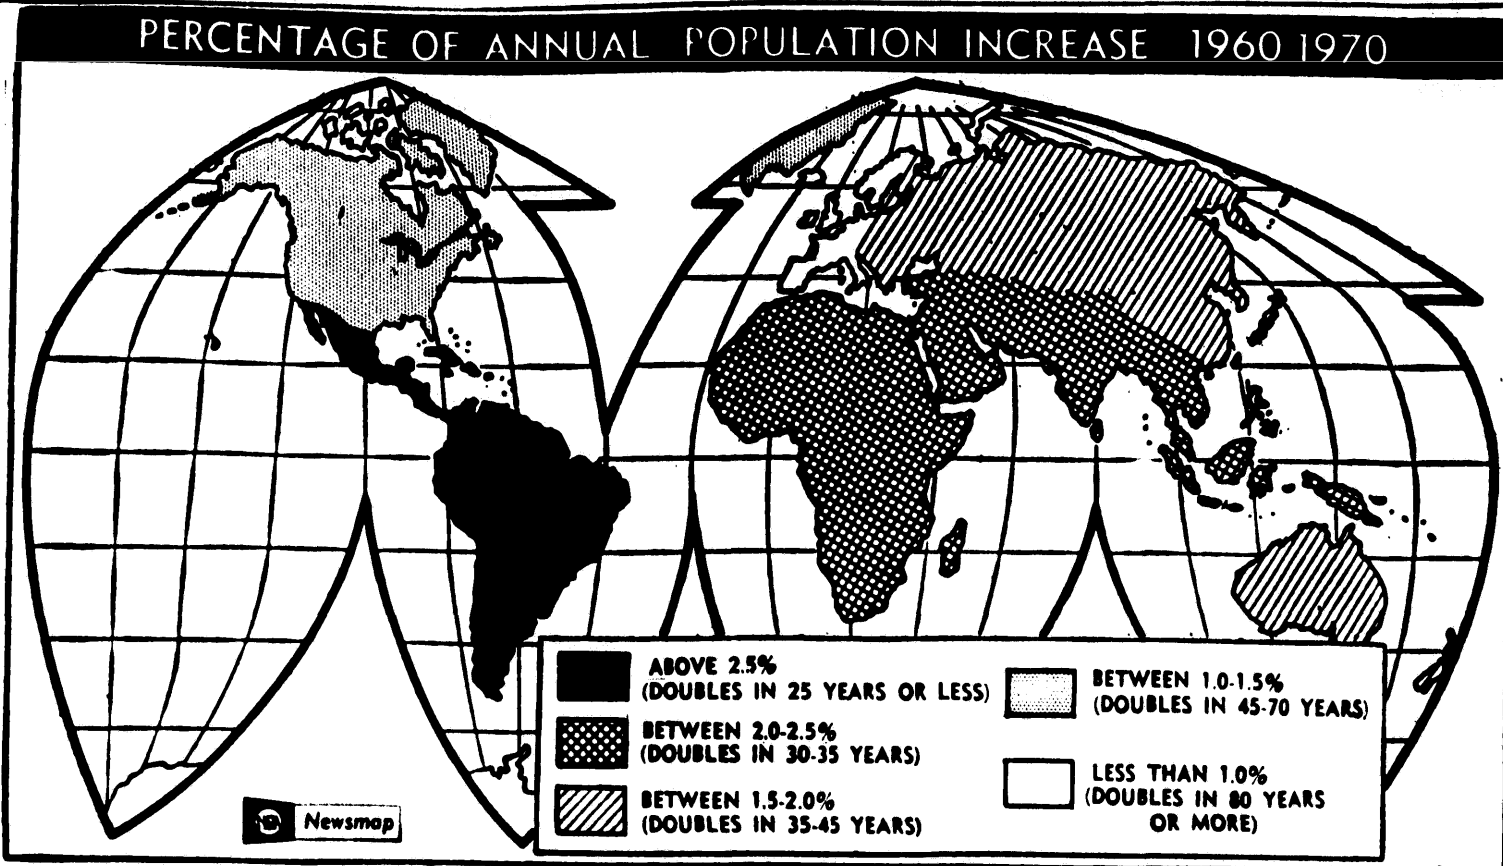 PERCENTAGE OF ANNUAL POPULATION INCREASE 1960 1970
ABOVE 2.5%
(DOUBLES IN 25 YEARS OR LESS)
BETWEEN 2.0-2.5%
(DOUBLES IN 30-35 YEARS)
BETWEEN 1.5-2.0%
(DOUBLES IN 35-45 YEARS)
BETWEEN 1.0-1.5%
(DOUBLES IN 45-70 YEARS)
LESS THAN 1.0%
(DOUBLES IN 80 YEARS
OR MORE)
Newsmap